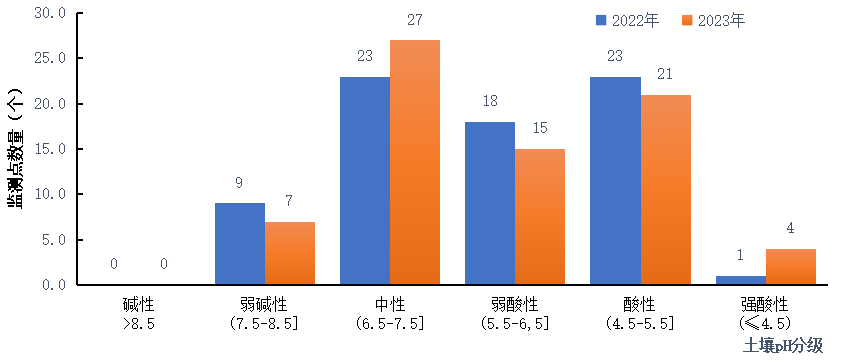 监测点数量（个）
30.0
25.0
20.0
15.0
10.0
5.0
0.0
2022年 2023年
0 0
9 7
23 27
18 15
23 21
1 4
碱性 弱碱性 中性 弱酸性 酸性 强酸性
>8.5 (7.5-8.5] (6.5-7.5] (5.5-6,5] (4.5-5.5] (≤4.5)
土壤pH分级